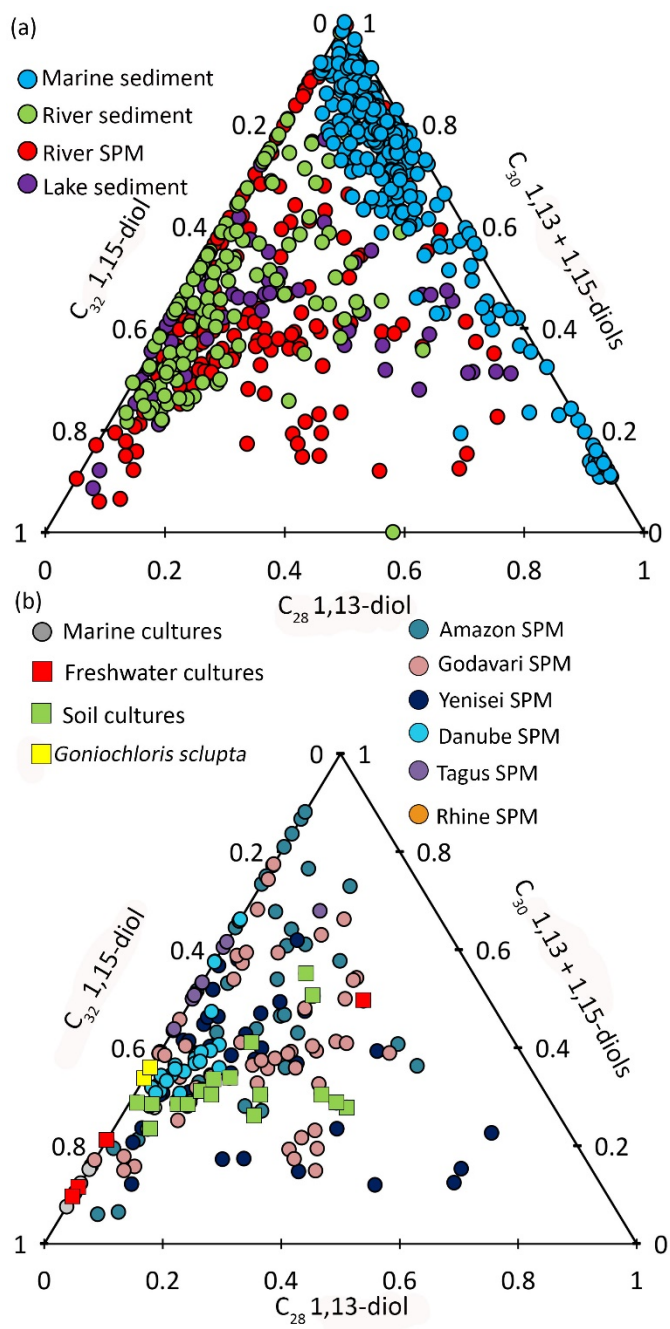 (a)
0 1
Marine sediment
River sediment
River SPM
Lake sediment
0.2
0.8
C30 1,13 + 1,15-diols
C32 1,15-diol
0.4
0.6
0.6
0.4
0.8
0.2
1
0
0 0.2 0.4 0.6 0.8 1
C28 1,13-diol
(b)
Marine cultures
Freshwater cultures
Soil cultures
Goniochloris sclupta
Amazon SPM
Godavari SPM
Yenisei SPM
Danube SPM
Tagus SPM
Rhine SPM
0 1
0.2
0.8
C32 1,15-diol
C30 1,13 + 1,15-diols
0.4
0.6
0.6
0.4
0.8
0.2
1
0
0 0.2 0.4 0.6 0.8 1
C28 1,13-diol